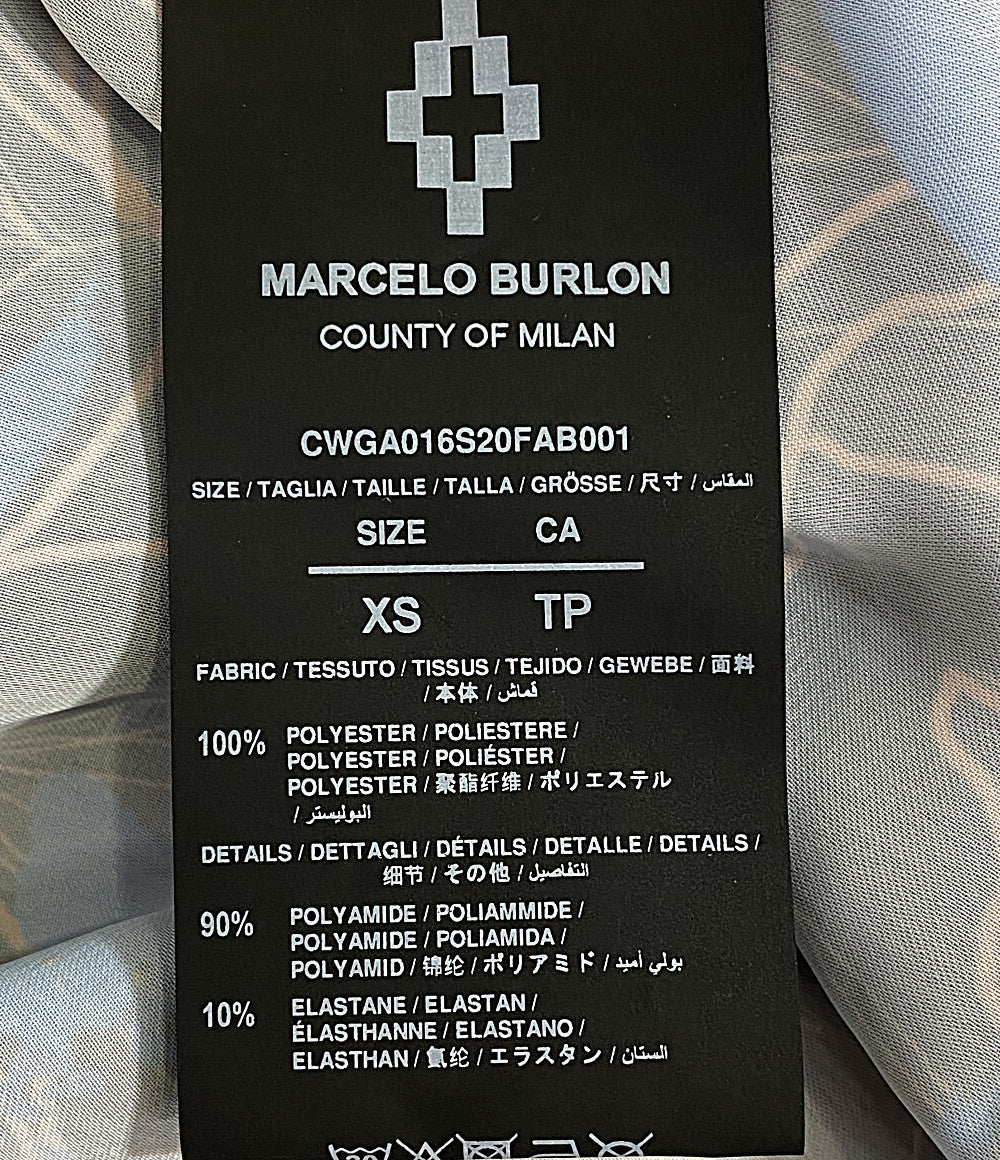 MARCELO BURLON
COUNTY OF MILAN
CWGA016S20FAB001
SIZE / TAGLIA / TAILLE / TALLA / GRÖSSE / 尺寸 / المقاس
SIZE CA
XS TP
FABRIC / TESSUTO / TISSUS / TEJIDO / GEWEBE / 面料
/ 本体 / قماش
100% POLYESTER / POLIESTERE /
POLYESTER / POLIÉSTER /
POLYESTER / 聚酯纤维 / ポリエステル
/ البوليستر
DETAILS / DETTAGLI / DÉTAILS / DETALLE / DETAILS /
细节 / その他 / التفاصيل
90% POLYAMIDE / POLIAMMIDE /
POLYAMIDE / POLIAMIDA /
POLYAMID / 锦纶 / ポリアミド / بولي أميد
10% ELASTANE / ELASTAN /
ÉLASTHANNE / ELASTANO /
ELASTHAN / 氨纶 / エラスタン / الستان